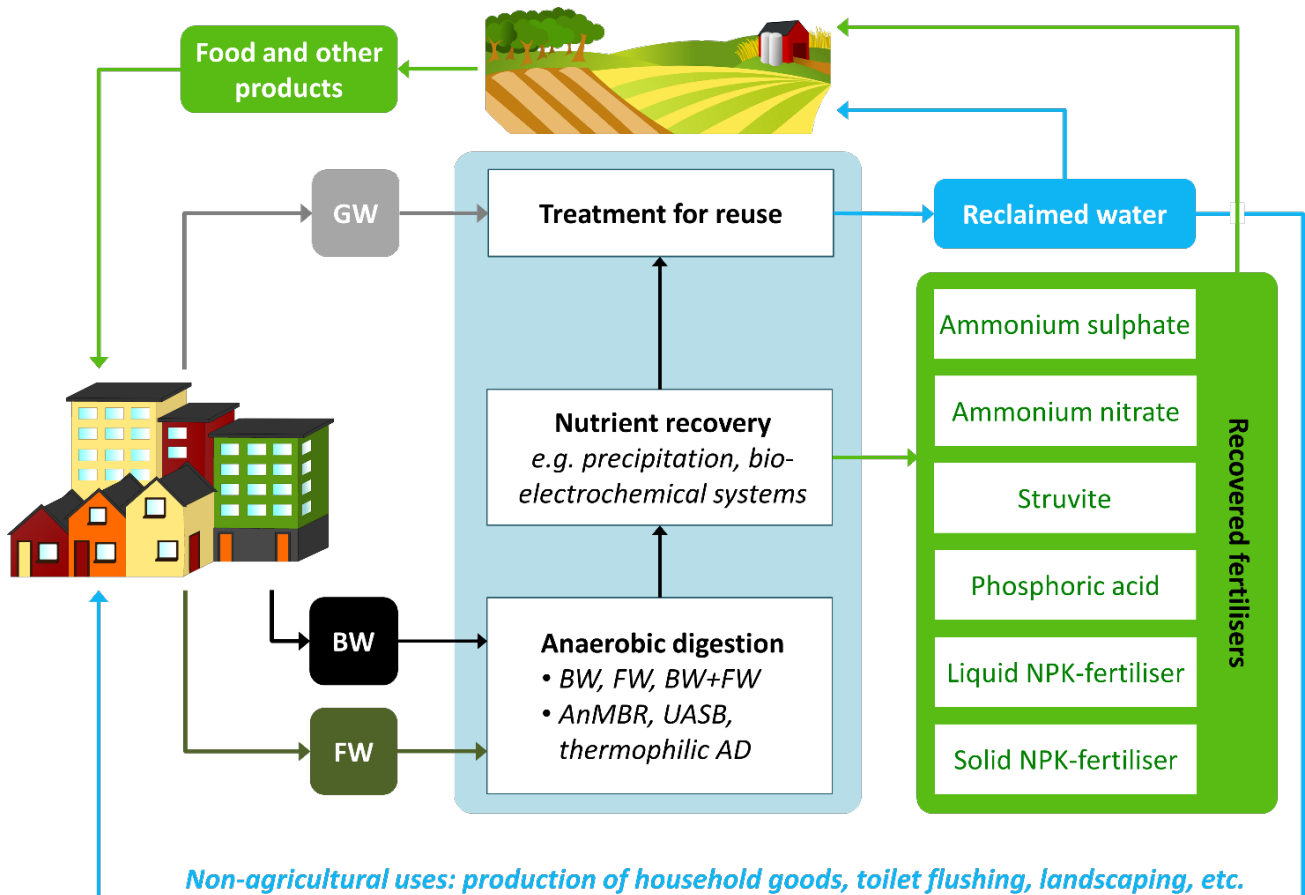 Food and other
products
GW
Treatment for reuse
Reclaimed water
Nutrient recovery
e.g. precipitation, bio-
electrochemical systems
BW
FW
Anaerobic digestion
• BW, FW, BW+FW
• AnMBR, UASB,
thermophilic AD
Ammonium sulphate
Ammonium nitrate
Struvite
Phosphoric acid
Liquid NPK-fertiliser
Solid NPK-fertiliser
Recovered fertilisers
Non-agricultural uses: production of household goods, toilet flushing, landscaping, etc.